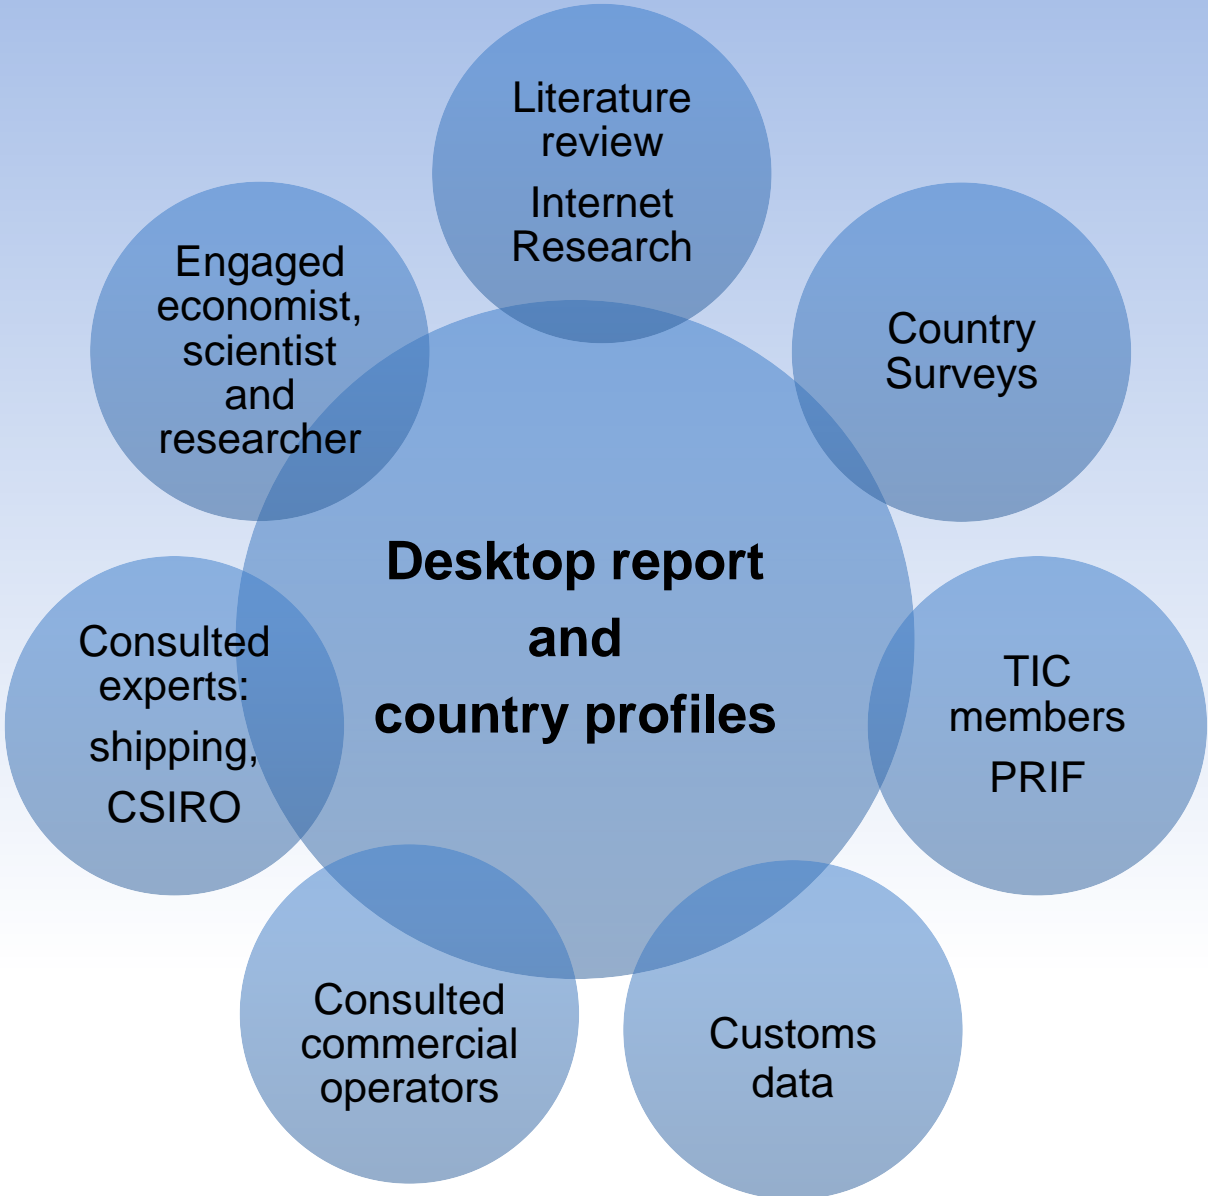 Literature
review
Internet
Research
Country
Surveys
TIC
members
PRIF
Customs
data
Consulted
commercial
operators
Consulted
experts:
shipping,
CSIRO
Engaged
economist,
scientist
and
researcher
Desktop report
and
country profiles